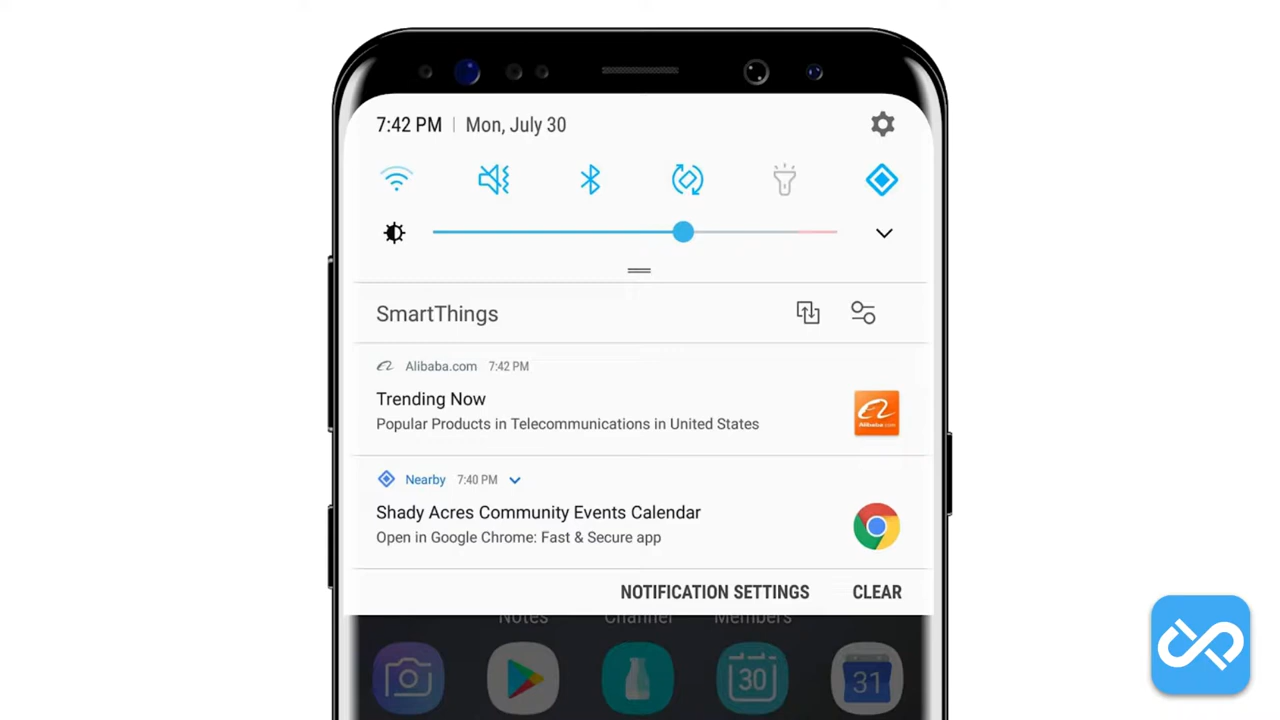 7:42 PM | Mon, July 30
SmartThings
Alibaba.com 7:42 PM
Trending Now
Popular Products in Telecommunications in United States
Alibaba.com
Nearby 7:40 PM
Shady Acres Community Events Calendar
Open in Google Chrome: Fast & Secure app
NOTIFICATION SETTINGS CLEAR
Notes Channel Members
30 31